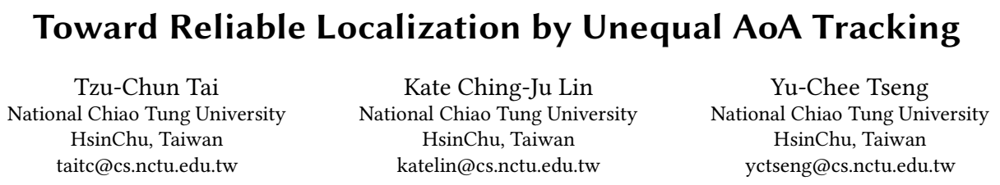 Toward Reliable Localization by Unequal AoA Tracking
Tzu-Chun Tai
National Chiao Tung University
HsinChu, Taiwan
taitc@cs.nctu.edu.tw
Kate Ching-Ju Lin
National Chiao Tung University
HsinChu, Taiwan
katelin@cs.nctu.edu.tw
Yu-Chee Tseng
National Chiao Tung University
HsinChu, Taiwan
yctseng@cs.nctu.edu.tw